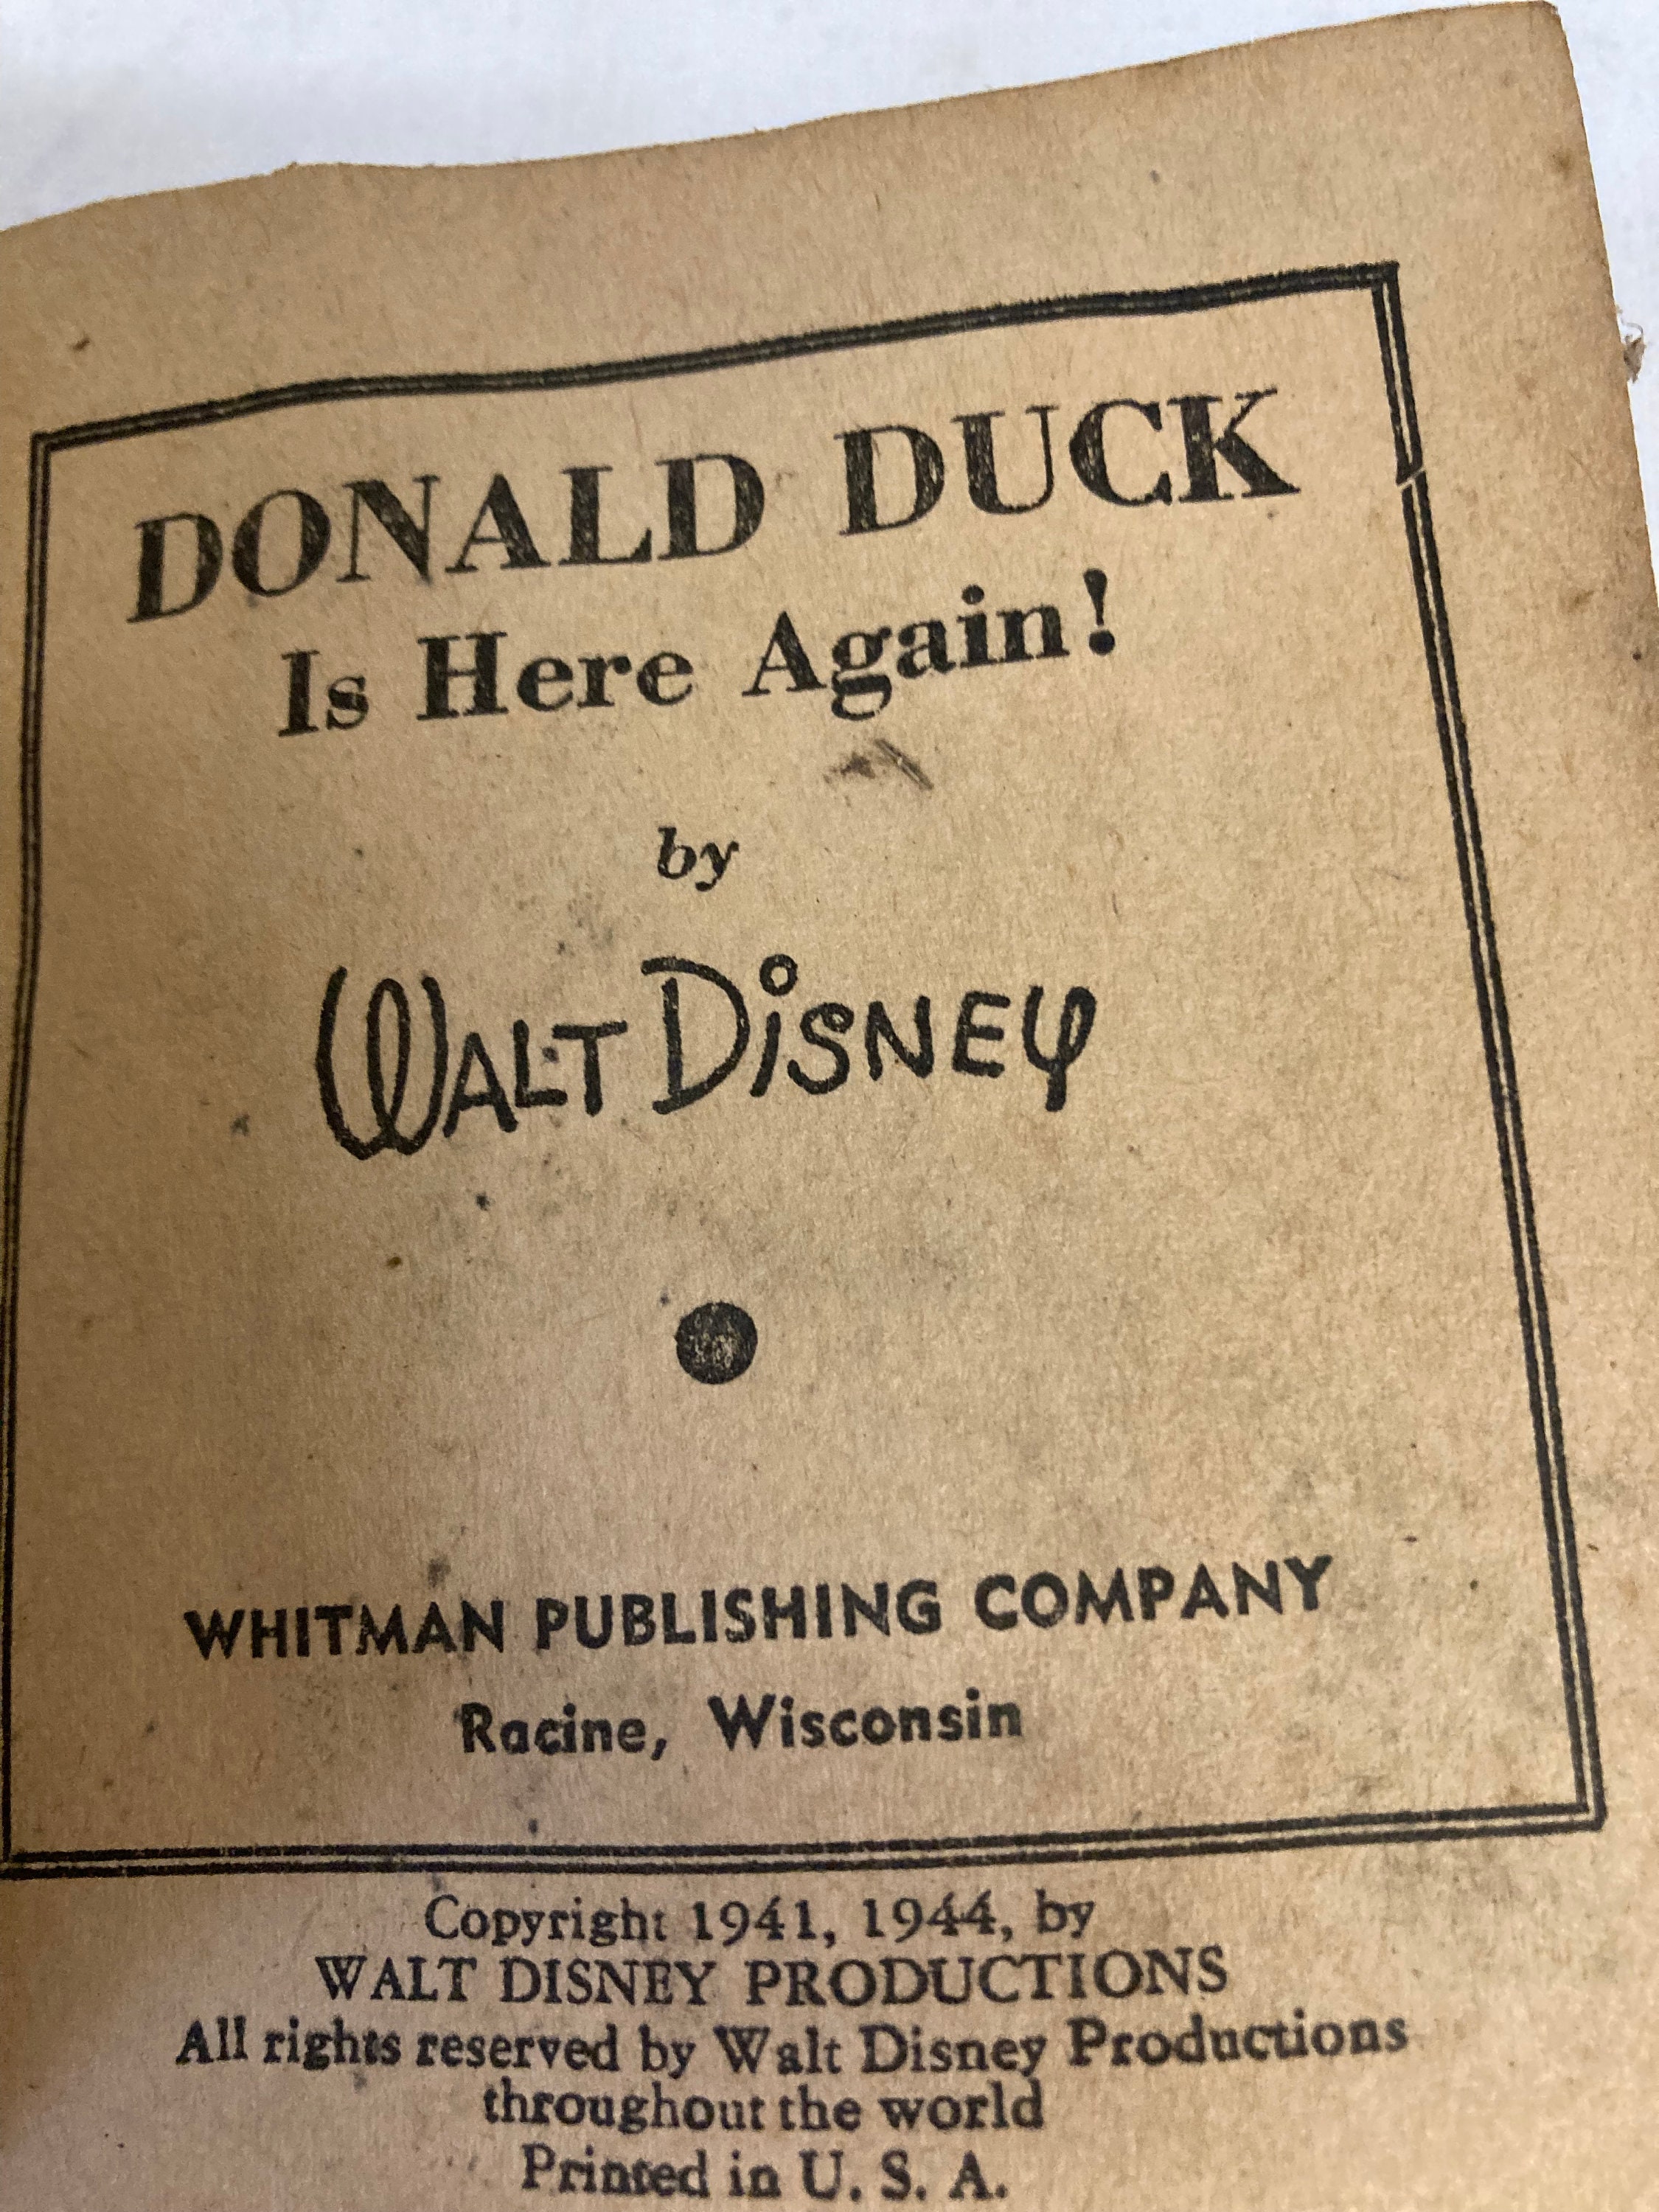 DONALD DUCK
Is Here Again!
by
WALT DiSNEY
WHITMAN PUBLISHING COMPANY
Racine, Wisconsin
Copyright 1941, 1944, by
WALT DISNEY PRODUCTIONS
All rights reserved by Walt Disney Productions
throughout the world
Printed in U. S. A.